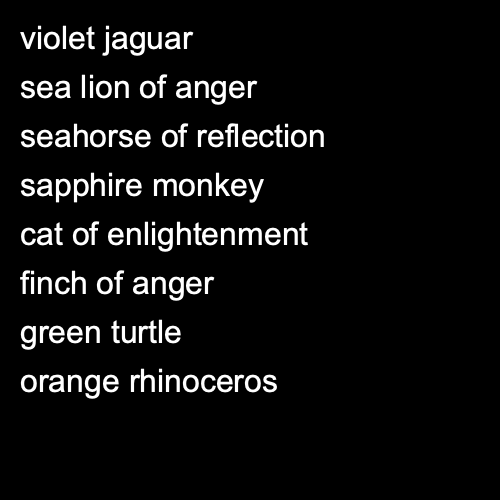 violet jaguar
sea lion of anger
seahorse of reflection
sapphire monkey
cat of enlightenment
finch of anger
green turtle
orange rhinoceros